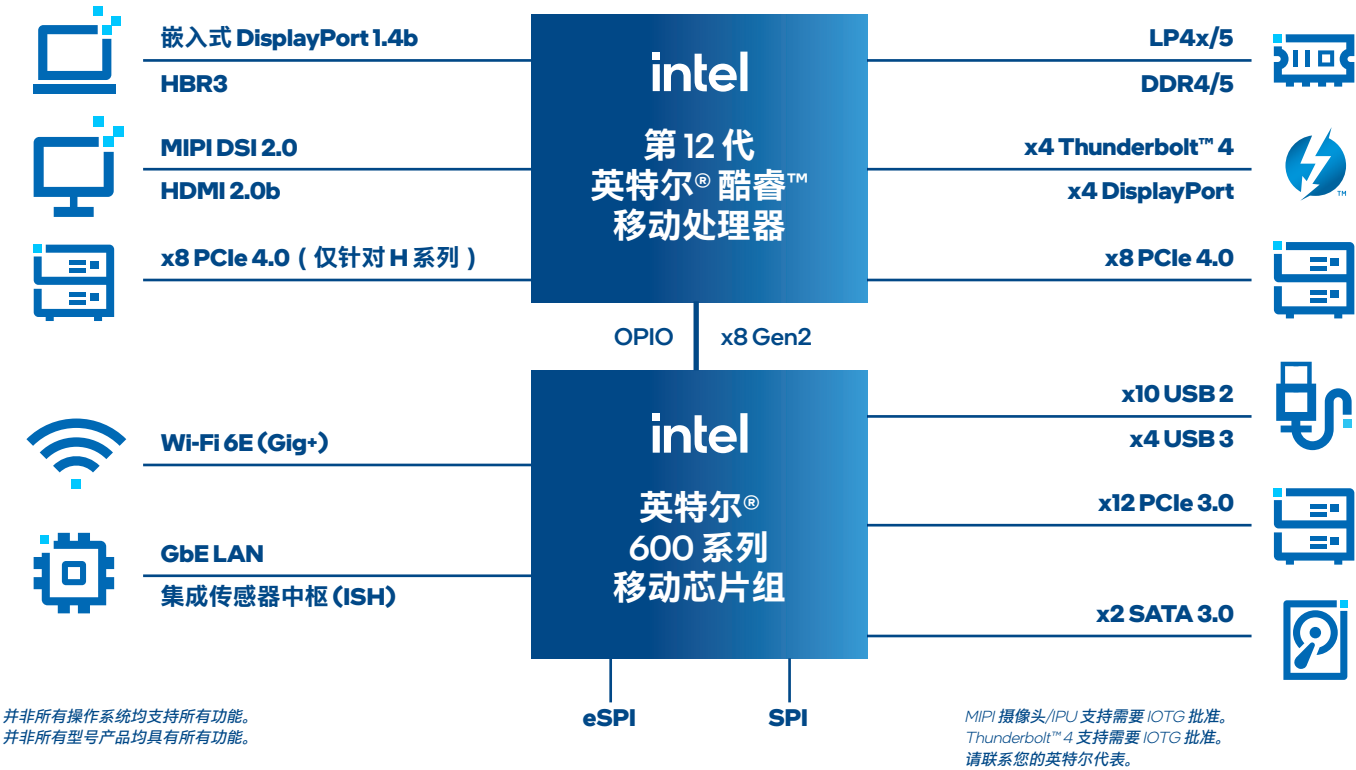 嵌入式 DisplayPort 1.4b
HBR3
MIPI DSI 2.0
HDMI 2.0b
x8 PCIe 4.0（仅针对 H 系列）
intel
第 12 代
英特尔® 酷睿™
移动处理器
LP4x/5
DDR4/5
x4 Thunderbolt™ 4
x4 DisplayPort
TM
x8 PCIe 4.0
OPIO
x8 Gen2
Wi-Fi 6E (Gig+)
GbE LAN
集成传感器中枢 (ISH)
intel
英特尔®
600 系列
移动芯片组
x10 USB 2
x4 USB 3
x12 PCIe 3.0
x2 SATA 3.0
eSPI
SPI
并非所有操作系统均支持所有功能。
并非所有型号产品均具有所有功能。
MIPI 摄像头/IPU 支持需要 IOTG 批准。
Thunderbolt™ 4 支持需要 IOTG 批准。
请联系您的英特尔代表。